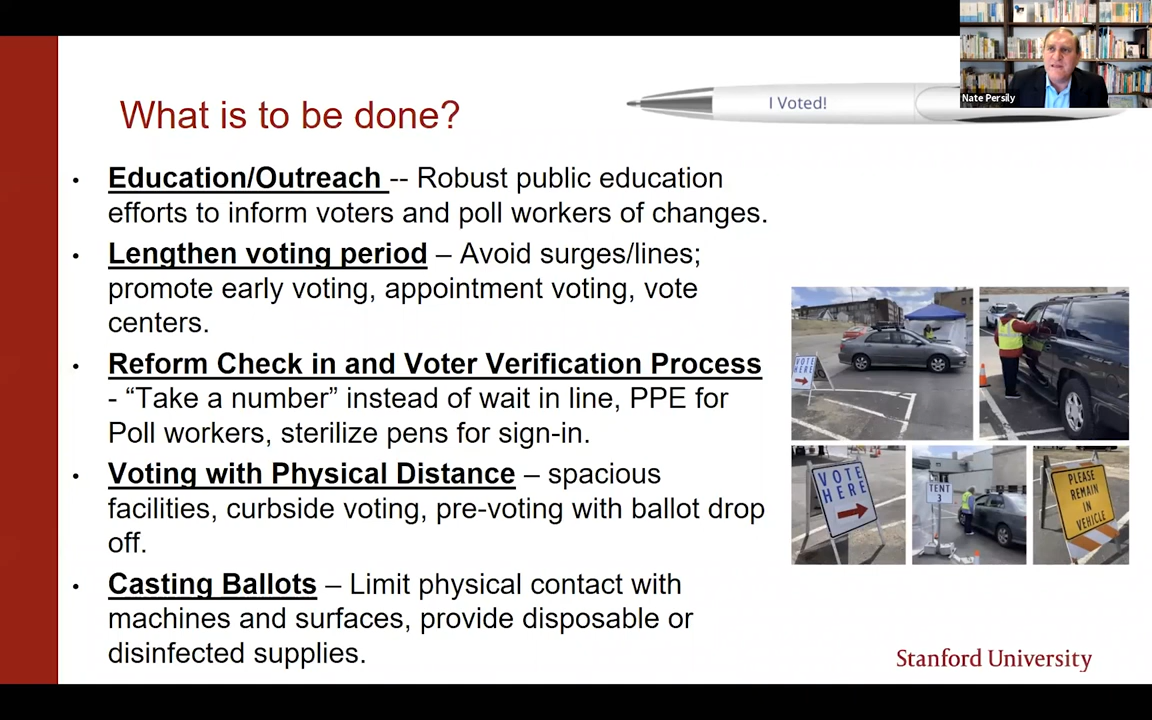 Nate Persily
I Voted!
What is to be done?
• Education/Outreach -- Robust public education
efforts to inform voters and poll workers of changes.
• Lengthen voting period – Avoid surges/lines;
promote early voting, appointment voting, vote
centers.
• Reform Check in and Voter Verification Process
- “Take a number” instead of wait in line, PPE for
Poll workers, sterilize pens for sign-in.
• Voting with Physical Distance – spacious
facilities, curbside voting, pre-voting with ballot drop
off.
• Casting Ballots – Limit physical contact with
machines and surfaces, provide disposable or
disinfected supplies.
VOTE
HERE
VOTE
HERE
TENT
3
PLEASE
REMAIN
IN
VEHICLE
Stanford University